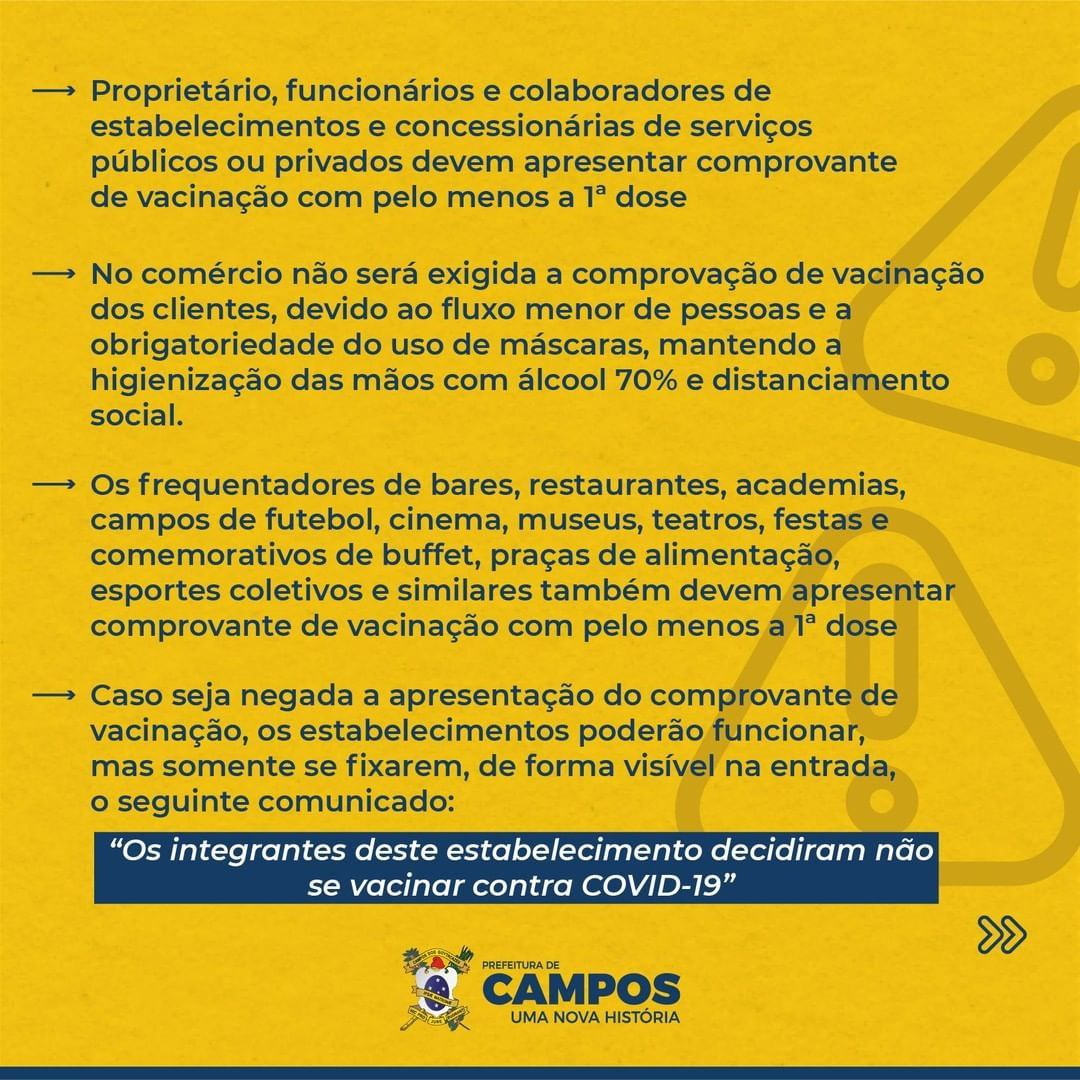 Proprietário, funcionários e colaboradores de
estabelecimentos e concessionárias de serviços
públicos ou privados devem apresentar comprovante
de vacinação com pelo menos a 1ª dose
No comércio não será exigida a comprovação de vacinação
dos clientes, devido ao fluxo menor de pessoas e a
obrigatoriedade do uso de máscaras, mantendo a
higienização das mãos com álcool 70% e distanciamento
social.
Os frequentadores de bares, restaurantes, academias,
campos de futebol, cinema, museus, teatros, festas e
comemorativos de buffet, praças de alimentação,
esportes coletivos e similares também devem apresentar
comprovante de vacinação com pelo menos a 1ª dose
Caso seja negada a apresentação do comprovante de
vacinação, os estabelecimentos poderão funcionar,
mas somente se fixarem, de forma visível na entrada,
o seguinte comunicado:
“Os integrantes deste estabelecimento decidiram não
se vacinar contra COVID-19”
PREFEITURA DE
CAMPOS
UMA NOVA HISTÓRIA